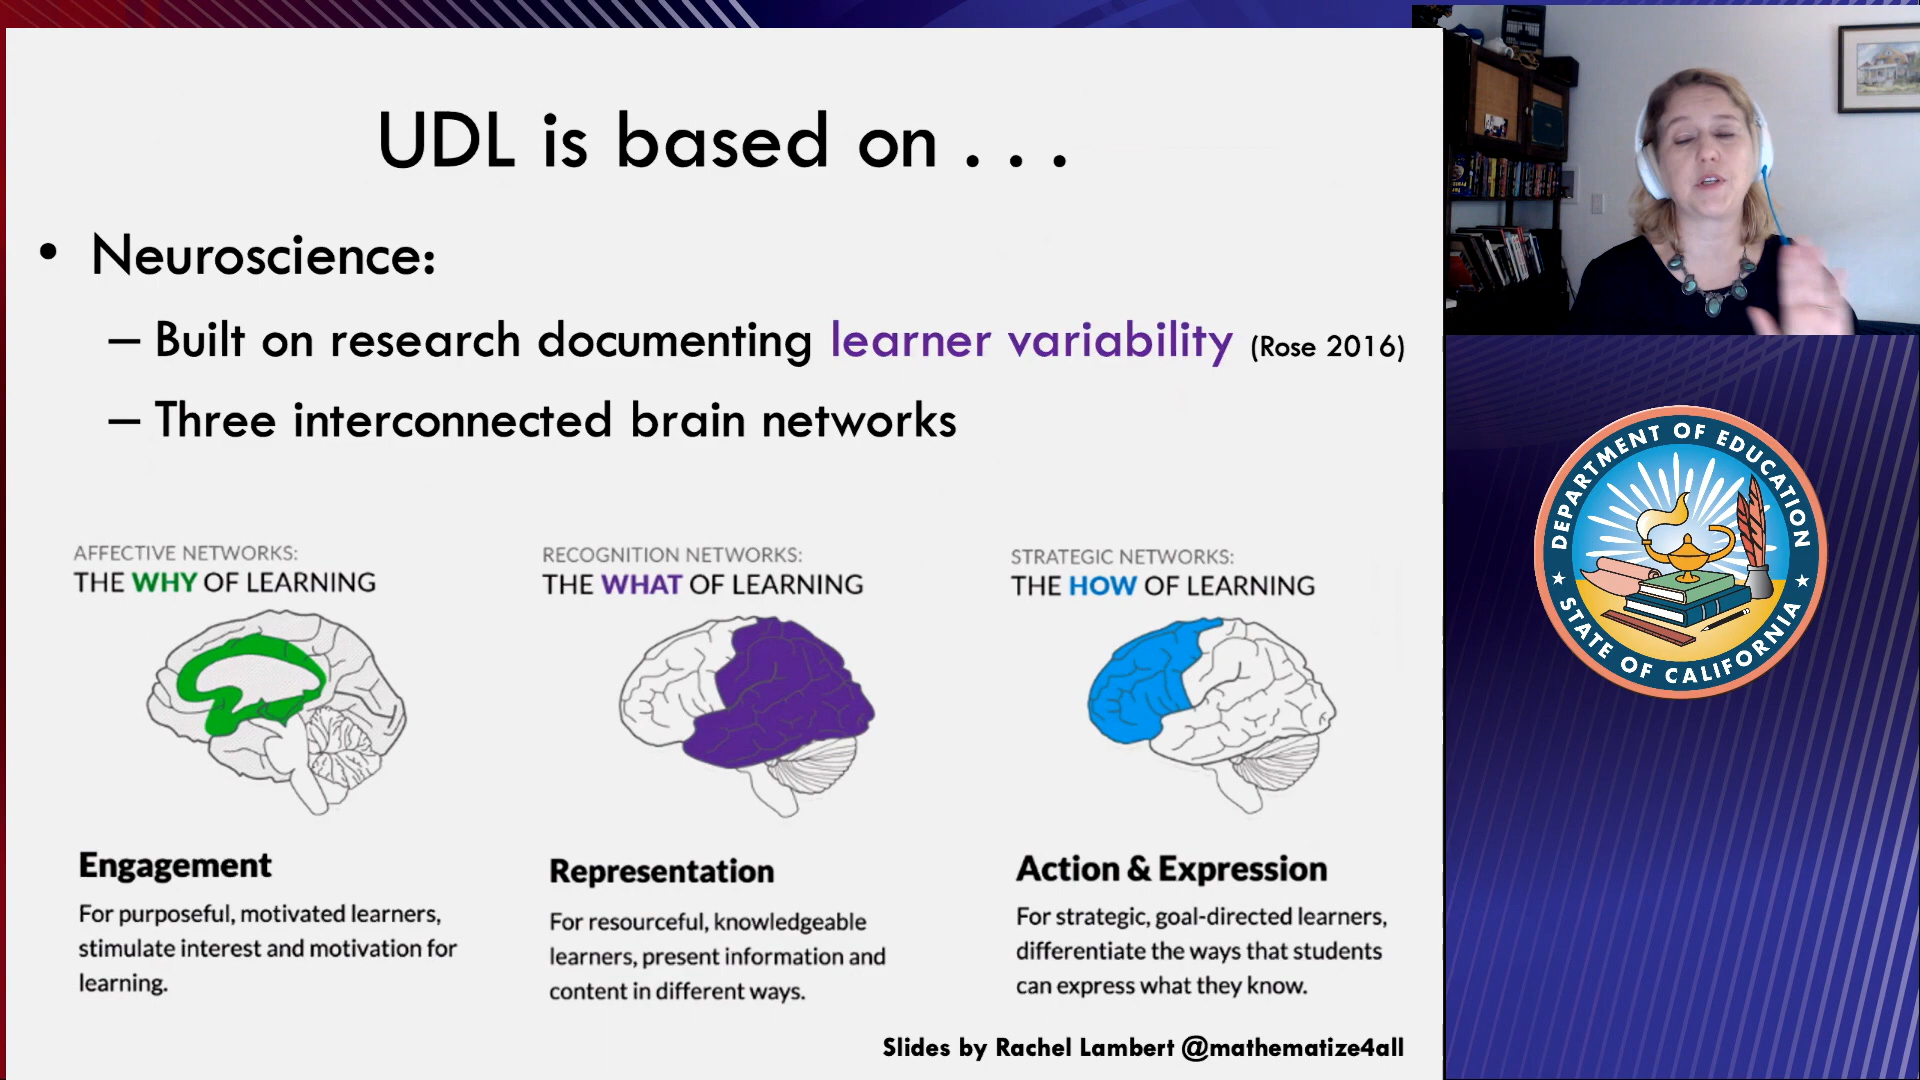 UDL is based on . . .
• Neuroscience:
– Built on research documenting learner variability (Rose 2016)
– Three interconnected brain networks
AFFECTIVE NETWORKS:
THE WHY OF LEARNING
Engagement
For purposeful, motivated learners,
stimulate interest and motivation for
learning.
RECOGNITION NETWORKS:
THE WHAT OF LEARNING
Representation
For resourceful, knowledgeable
learners, present information and
content in different ways.
STRATEGIC NETWORKS:
THE HOW OF LEARNING
Action & Expression
For strategic, goal-directed learners,
differentiate the ways that students
can express what they know.
Slides by Rachel Lambert @mathematize4all
DEPARTMENT OF EDUCATION
STATE OF CALIFORNIA